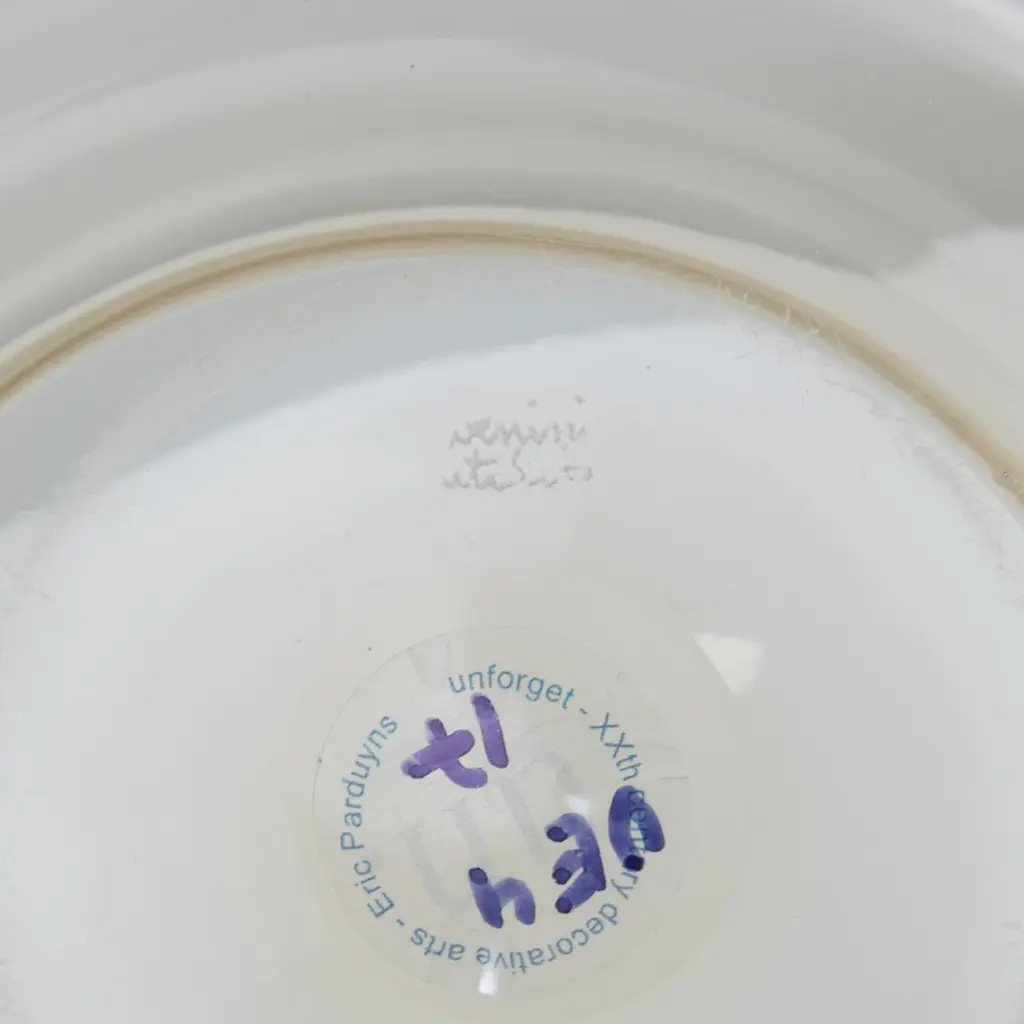 venini
italia
unforget - XXth century decorative arts - Eric Parduyns